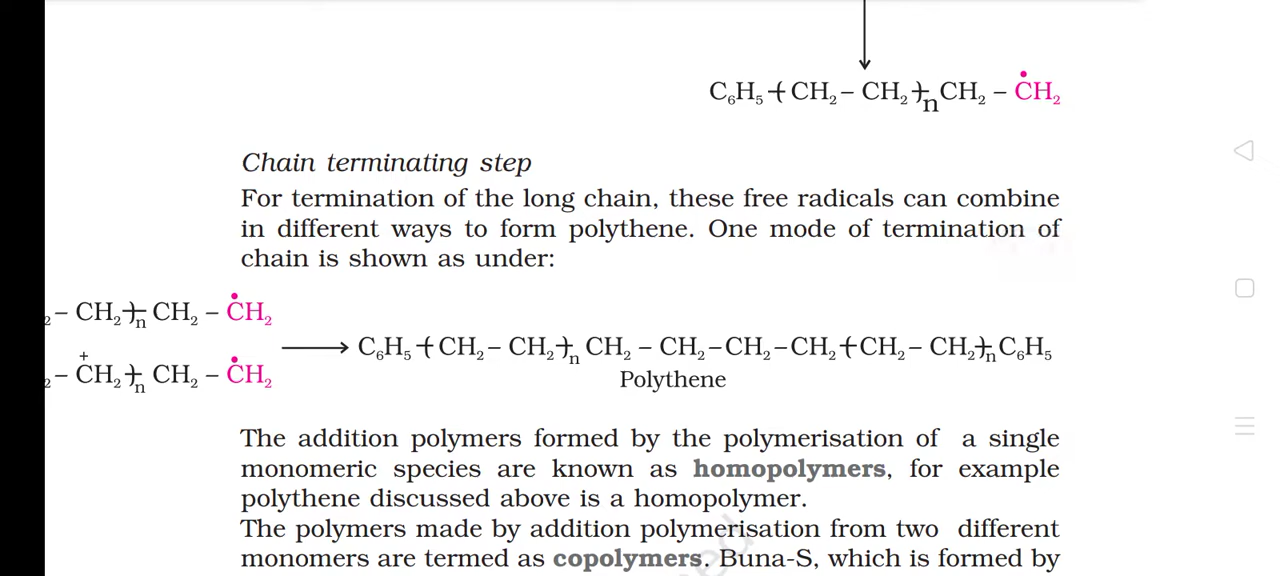 C₆H₅-(CH₂ – CH₂-)ₙCH₂ – ĊH₂
Chain terminating step
For termination of the long chain, these free radicals can combine
in different ways to form polythene. One mode of termination of
chain is shown as under:
₂– CH₂-)ₙ CH₂ – ĊH₂
+
₂– CH₂-)ₙ CH₂ – ĊH₂
⟶ C₆H₅-(CH₂ – CH₂-)ₙ CH₂ – CH₂–CH₂–CH₂-(CH₂ – CH₂-)ₙC₆H₅
Polythene
The addition polymers formed by the polymerisation of a single
monomeric species are known as homopolymers, for example
polythene discussed above is a homopolymer.
The polymers made by addition polymerisation from two different
monomers are termed as copolymers. Buna-S, which is formed by